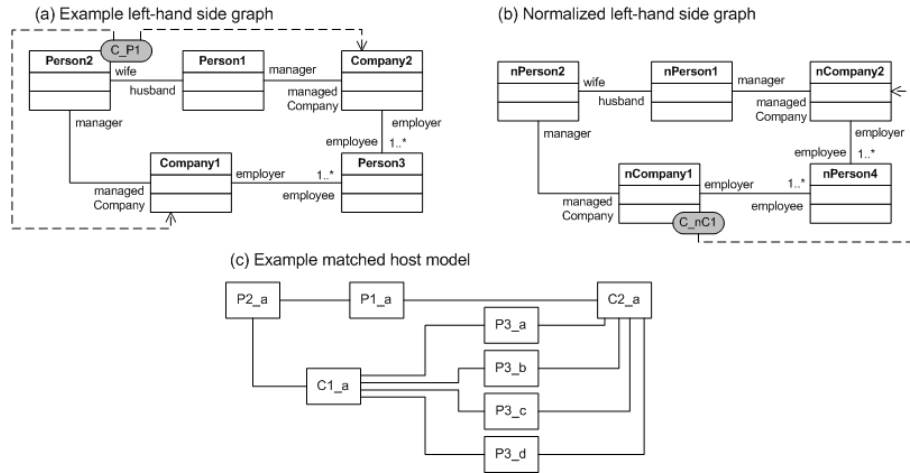 (a) Example left-hand side graph
C_P1
Person2
Person1
Company2
wife
husband
manager
managed
Company
manager
employer
employee
1..*
Company1
Person3
managed
Company
employer
1..*
employee
(b) Normalized left-hand side graph
nPerson2
nPerson1
nCompany2
wife
husband
manager
managed
Company
manager
employer
employee
1..*
nCompany1
nPerson4
managed
Company
employer
1..*
employee
C_nC1
(c) Example matched host model
P2_a
P1_a
C2_a
P3_a
P3_b
C1_a
P3_c
P3_d